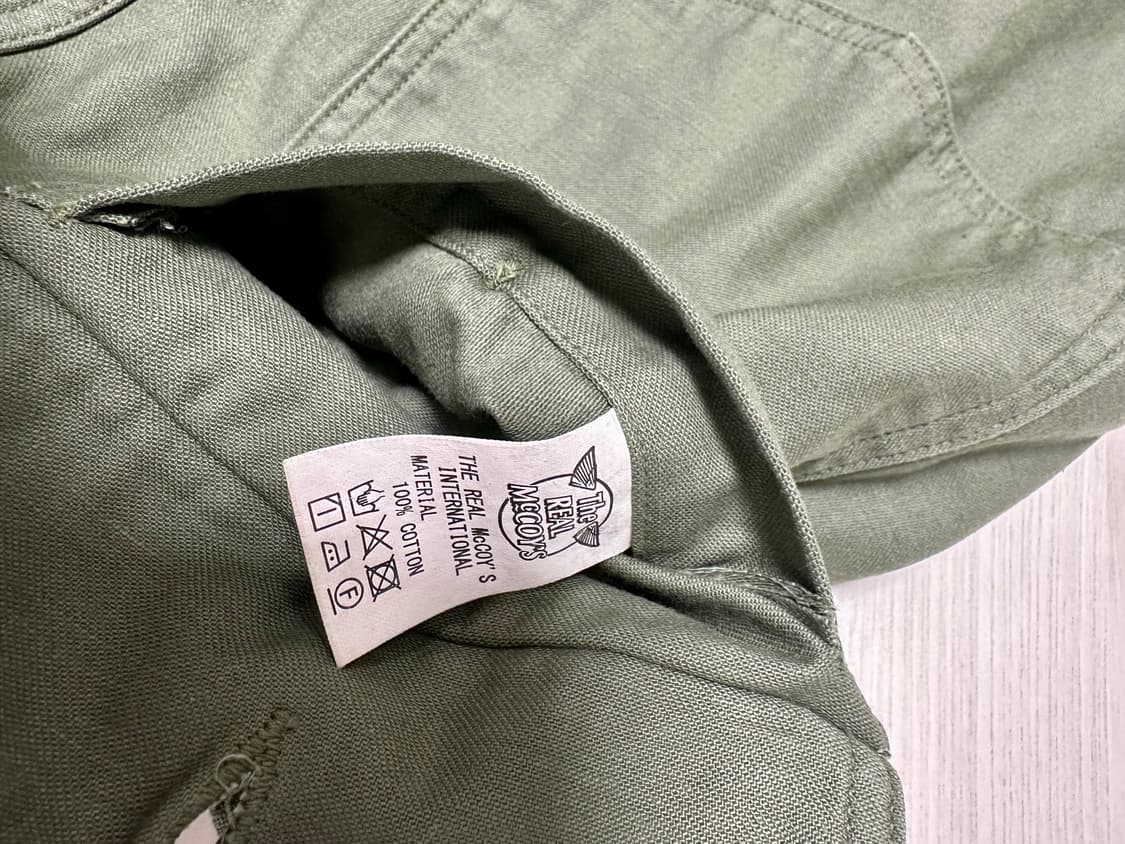 The
REAL
McCOY'S
THE REAL McCOY'S
INTERNATIONAL
MATERIAL
100% COTTON
F